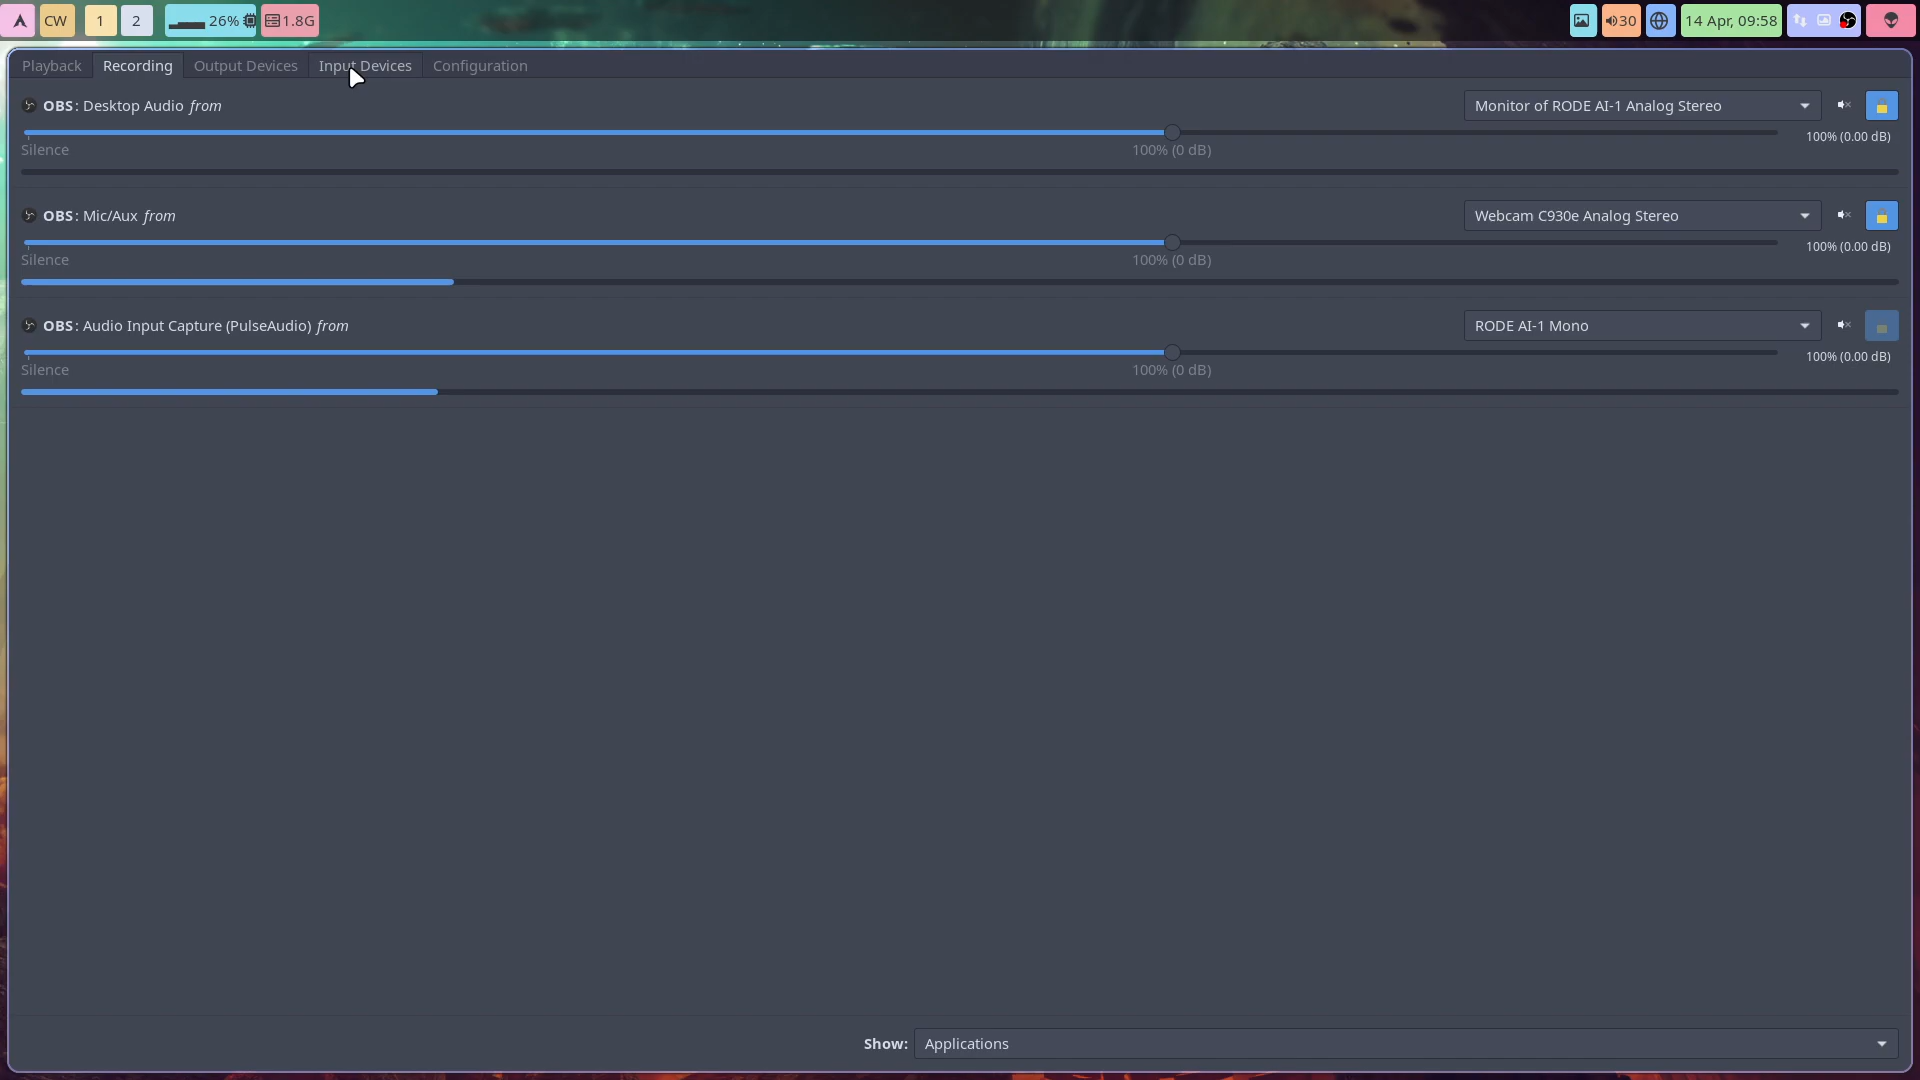 CW 1 2 26% 1.8G 30 14 Apr, 09:58
Playback Recording Output Devices Input Devices Configuration
OBS: Desktop Audio from Monitor of RODE AI-1 Analog Stereo
100% (0.00 dB)
Silence 100% (0 dB)
OBS: Mic/Aux from Webcam C930e Analog Stereo
100% (0.00 dB)
Silence 100% (0 dB)
OBS: Audio Input Capture (PulseAudio) from RODE AI-1 Mono
100% (0.00 dB)
Silence 100% (0 dB)
Show: Applications